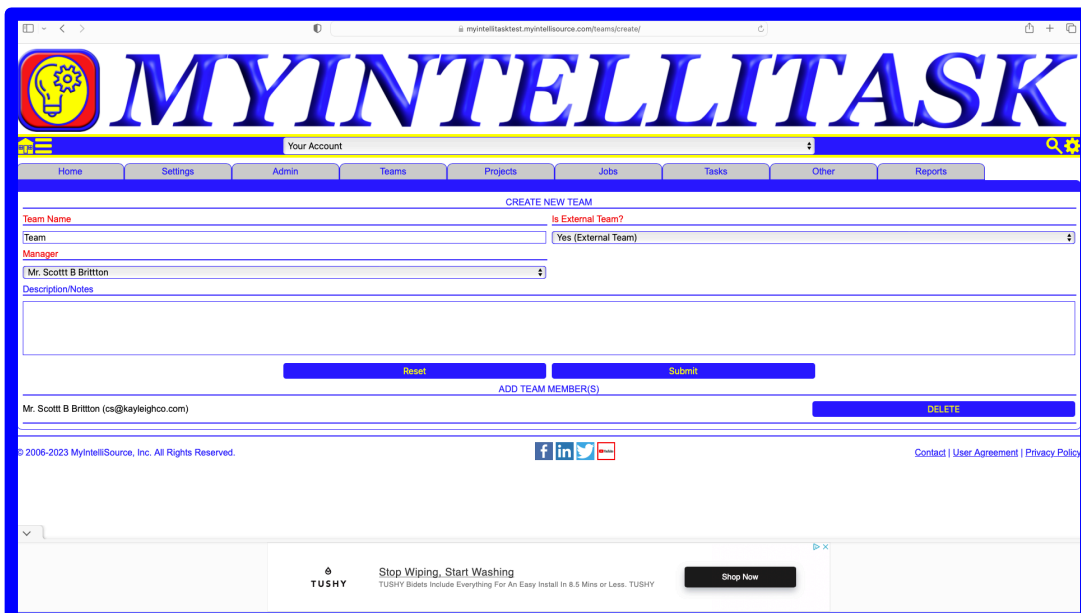 myintellitasktest.myintellisource.com/teams/create/
MYINTELLITASK
Your Account
Home Settings Admin Teams Projects Jobs Tasks Other Reports
CREATE NEW TEAM
Team Name Is External Team?
Team Yes (External Team)
Manager
Mr. Scottt B Brittton
Description/Notes
Reset Submit
ADD TEAM MEMBER(S)
Mr. Scottt B Brittton (cs@kayleighco.com) DELETE
© 2006-2023 MyIntelliSource, Inc. All Rights Reserved. Contact | User Agreement | Privacy Policy
TUSHY
Stop Wiping, Start Washing
TUSHY Bidets Include Everything For An Easy Install In 8.5 Mins or Less. TUSHY
Shop Now